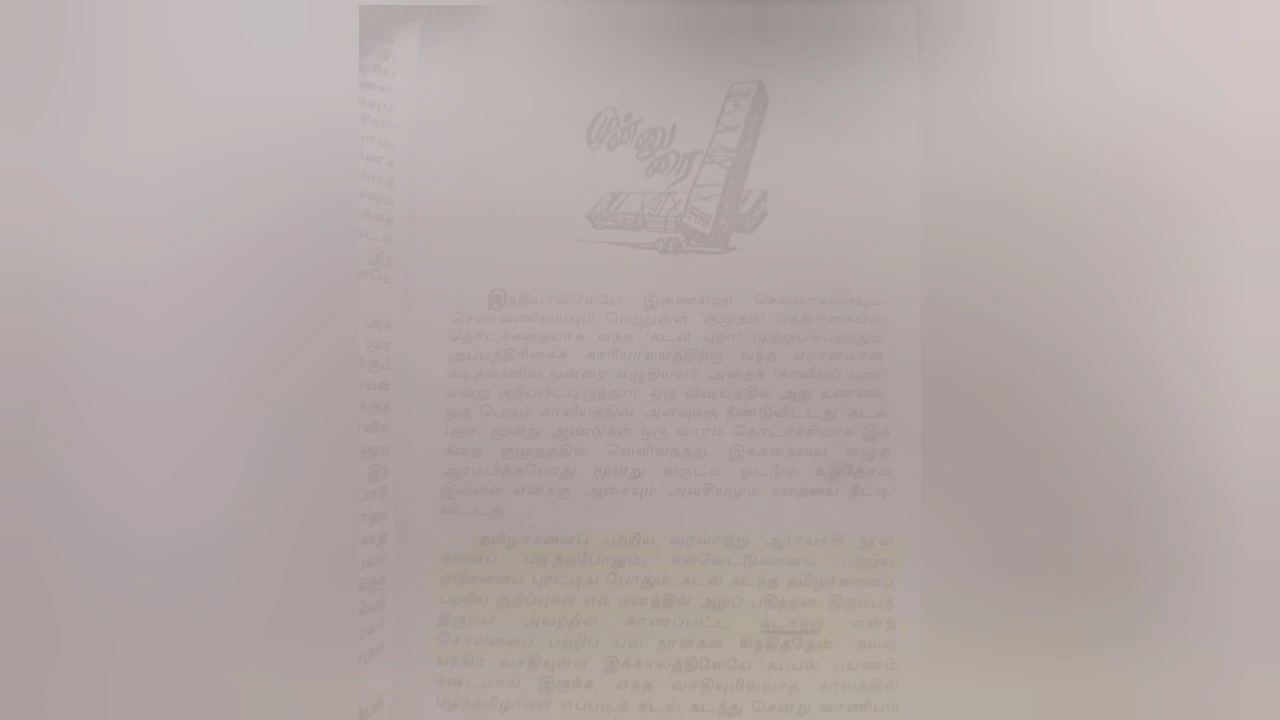 முன்னுரை
இந்தியாவிலேயே இணையற்ற செல்வாக்கையும்
செலாவணியையும் பெற்றுள்ள 'குமுதம்' பத்திரிகையில்
தொடர்கதையாக வந்த 'கடல் புறா' முற்றுப்பெற்றதும்
அப்பத்திரிகைக் காரியாலயத்திற்கு வந்த ஏராளமான
கடிதங்களில் ஒன்றை எழுதியவர் அதைக் 'காவியப் புறா'
என்று குறிப்பிட்டிருந்தார். ஒரு விஷயத்தில் அது உண்மை
ஒரு பெரும் காவியத்தின் அளவுக்கு நீண்டுவிட்டது 'கடல்
புறா.' மூன்று ஆண்டுகள் ஒரு வாரம் தொடர்ச்சியாக இக்
கதை குமுதத்தில் வெளிவந்தது. இக்கதையை எழுத
ஆரம்பித்தபோது மூன்று வருடம் ஓட்டும் உத்தேசம்
இல்லை எனக்கு. ஆசையும் அவசியமும் கதையை நீட்டி
விட்டது
தமிழர்களைப் பற்றிய வரலாற்று ஆராய்ச்சி நூல்
களைப் படித்தபோதும், கல்வெட்டுகளைப் பற்றிய
ஏடுகளைப் புரட்டிய போதும், கடல் கடந்த தமிழர்களைப்
பற்றிய குறிப்புகள் எம் மனத்தில் ஆழப் பதிந்தன. திரும்பத்
திரும்ப அவற்றில் காணப்பட்ட கடாரம் என்ற
சொல்லைப் பற்றிப் பல நாள்கள் சிந்தித்தேன். 'நல்ல
யந்திர வசதியுள்ள இக்காலத்திலேயே கப்பல் பயணம்
கஷ்டமாய் இருக்க, எந்த வசதியுமில்லாத காலத்தில்
பழந்தமிழர்கள் எப்படிக் கடல் கடந்து சென்று வாணிபம்